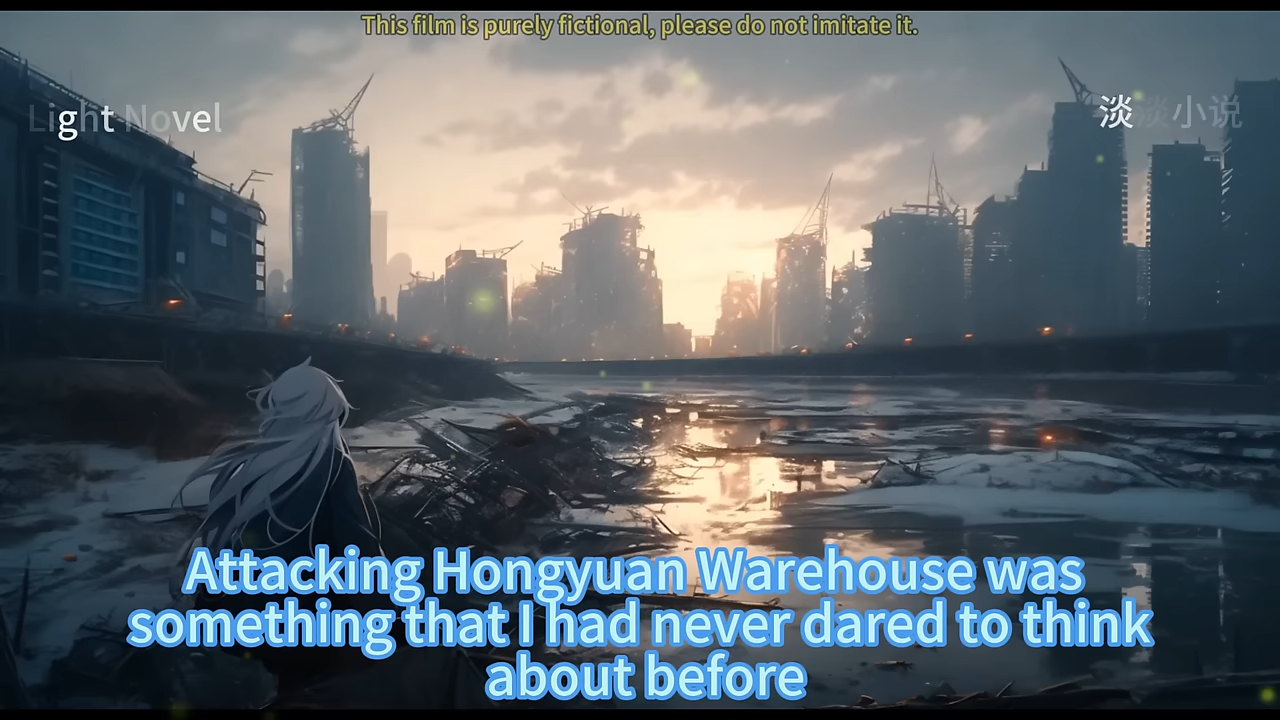 This film is purely fictional, please do not imitate it.
Light Novel
淡淡小说
Attacking Hongyuan Warehouse was
something that I had never dared to think
about before